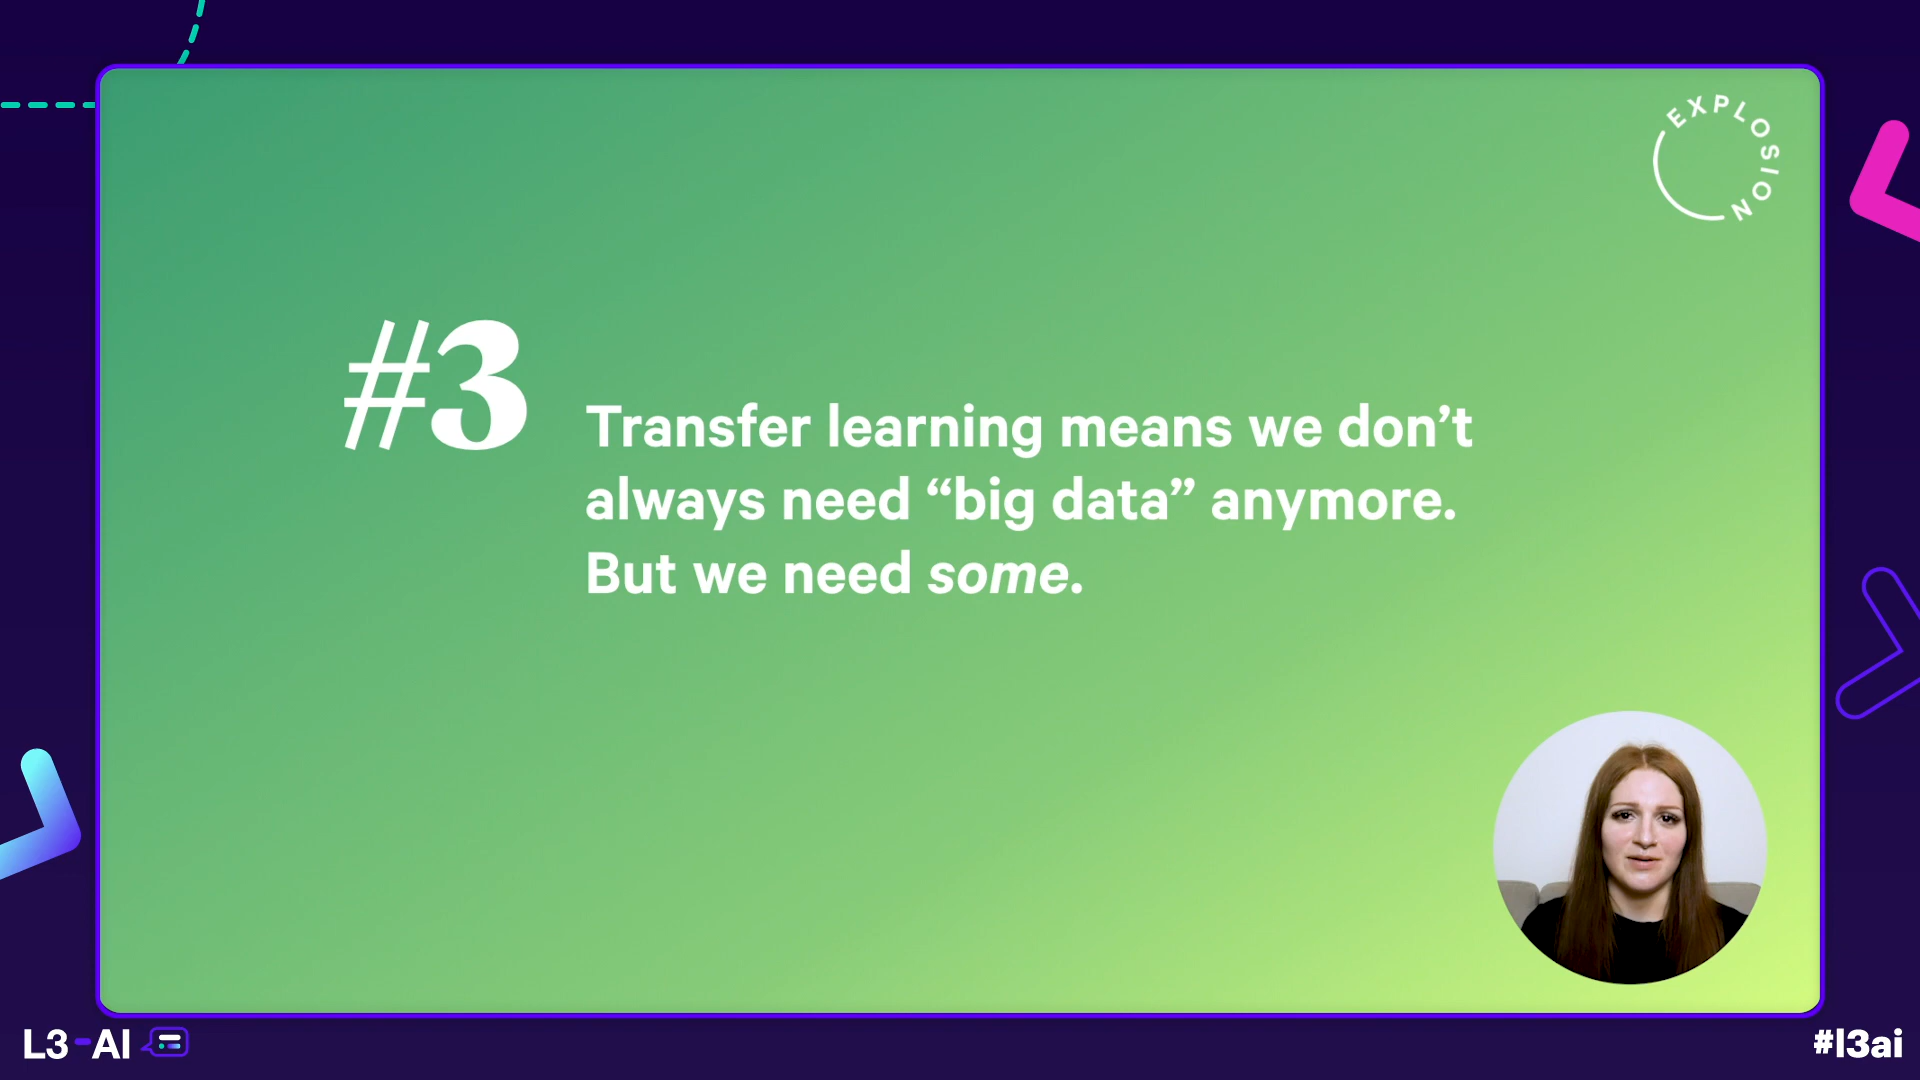 EXPLOSION
#3
Transfer learning means we don’t
always need “big data” anymore.
But we need some.
L3-AI
#l3ai